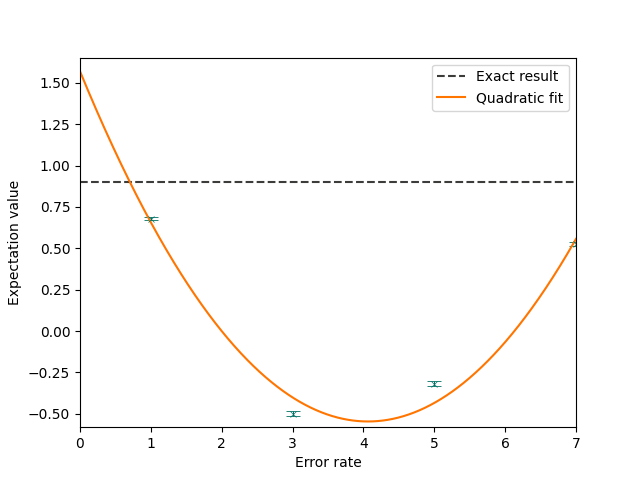 Exact result
Quadratic fit
Expectation value
1.50
1.25
1.00
0.75
0.50
0.25
0.00
−0.25
−0.50
0 1 2 3 4 5 6 7
Error rate